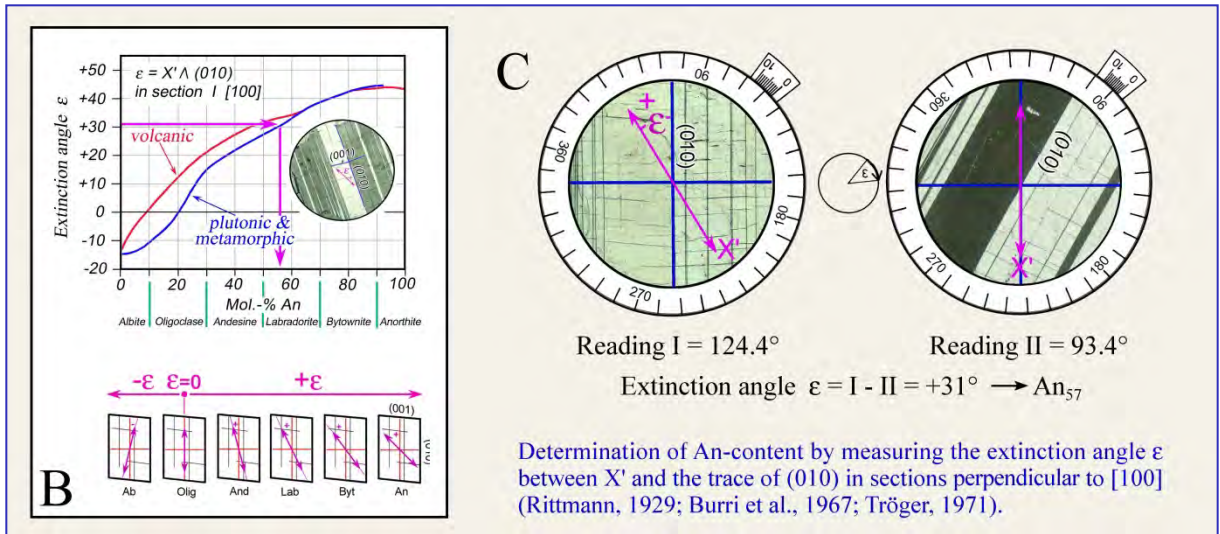 B
+50
+40
+30
+20
+10
0
-10
-20
Extinction angle ε
ε = X' ∧ (010)
in section ⊥ [100]
volcanic
plutonic &
metamorphic
(001)
(010)
ε
0 20 40 60 80 100
Mol.-% An
Albite Oligoclase Andesine Labradorite Bytownite Anorthite
-ε ε=0 +ε
(001)
(010)
- + + + +
Ab Olig And Lab Byt An
C
0
10
90
360
270
180
+
ε
(010)
X'
Reading I = 124.4°
ε
0
10
90
360
270
180
(010)
X'
Reading II = 93.4°
Extinction angle ε = I - II = +31° → An57
Determination of An-content by measuring the extinction angle ε
between X' and the trace of (010) in sections perpendicular to [100]
(Rittmann, 1929; Burri et al., 1967; Tröger, 1971).